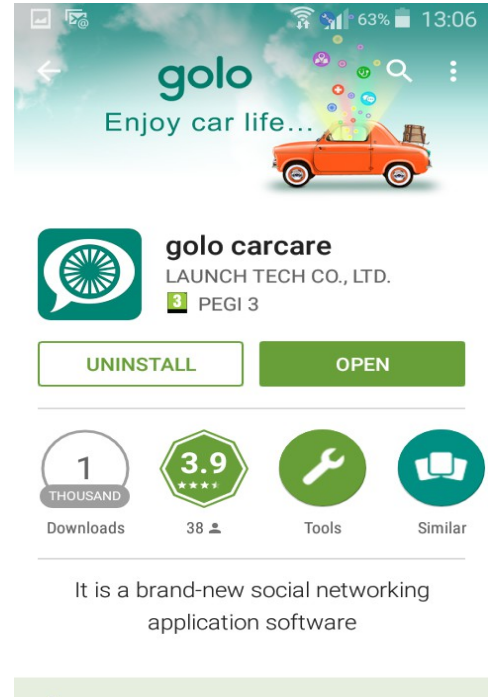 63% 13:06
golo
Enjoy car life...
golo carcare
LAUNCH TECH CO., LTD.
3 PEGI 3
UNINSTALL OPEN
1 3.9
THOUSAND
Downloads 38 Tools Similar
It is a brand-new social networking
application software